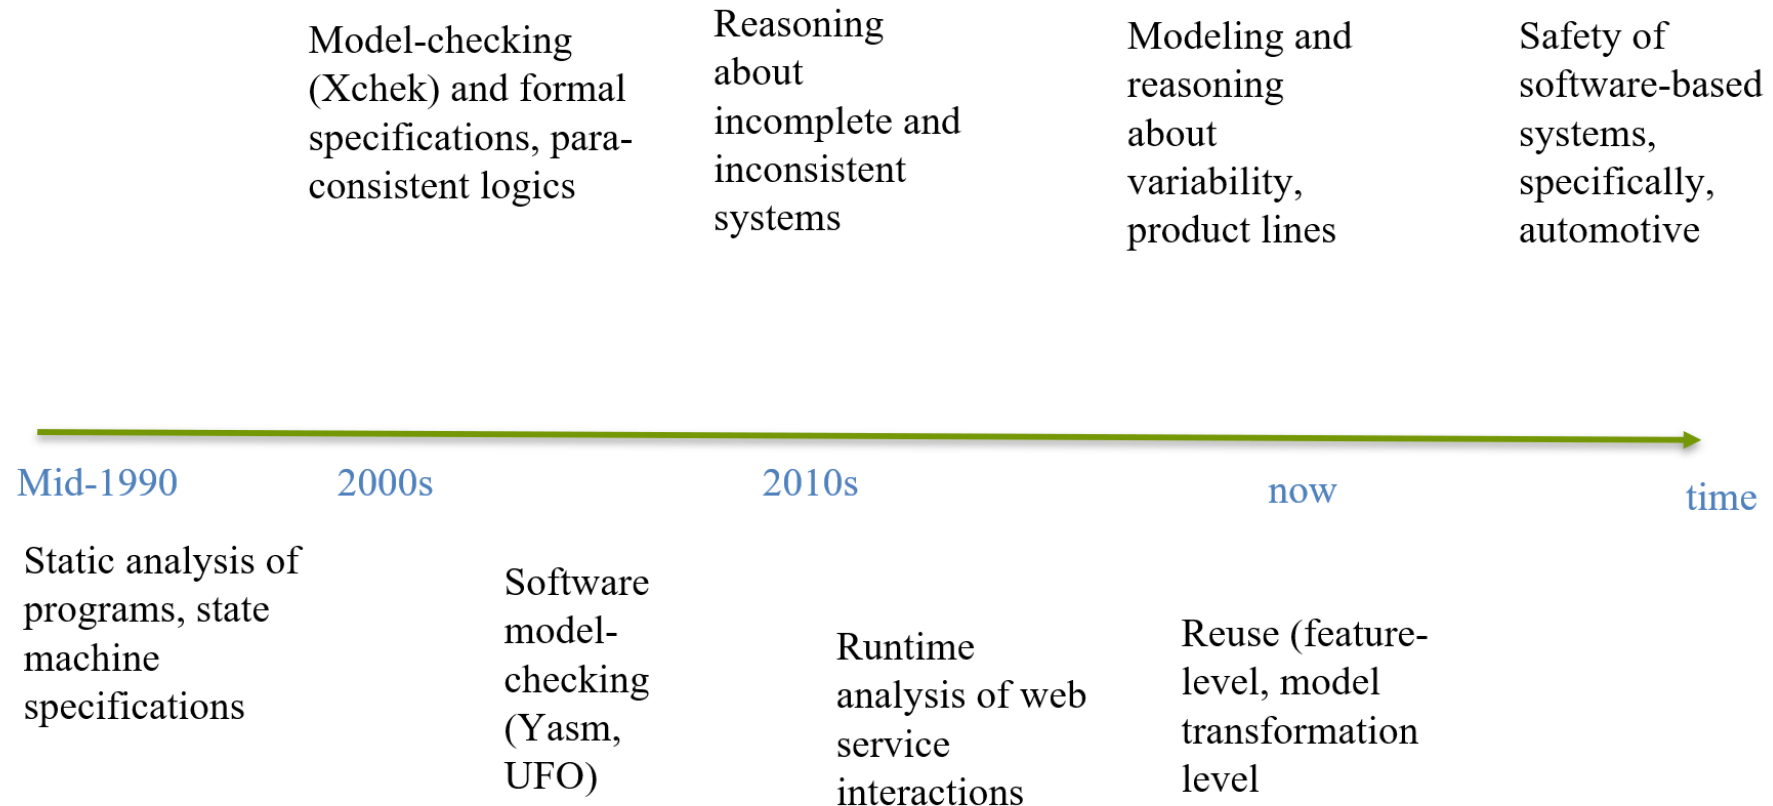 Model-checking
(Xchek) and formal
specifications, para-
consistent logics
Reasoning
about
incomplete and
inconsistent
systems
Modeling and
reasoning
about
variability,
product lines
Safety of
software-based
systems,
specifically,
automotive
Mid-1990
2000s
2010s
now
time
Static analysis of
programs, state
machine
specifications
Software
model-
checking
(Yasm,
UFO)
Runtime
analysis of web
service
interactions
Reuse (feature-
level, model
transformation
level